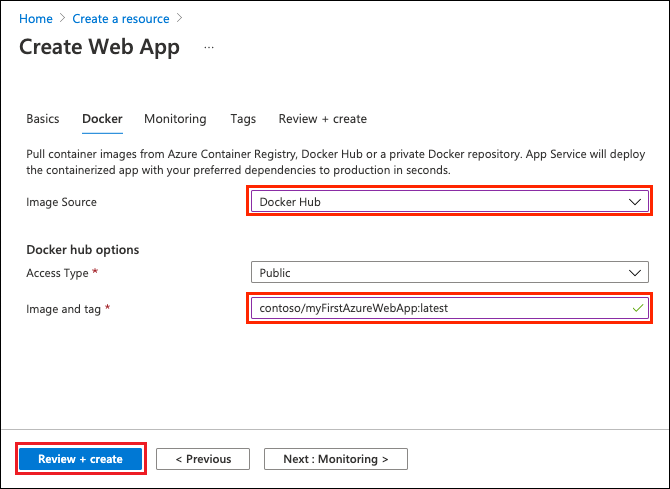 Home > Create a resource >
Create Web App ...
Basics Docker Monitoring Tags Review + create
Pull container images from Azure Container Registry, Docker Hub or a private Docker repository. App Service will deploy
the containerized app with your preferred dependencies to production in seconds.
Image Source Docker Hub
Docker hub options
Access Type * Public
Image and tag * contoso/myFirstAzureWebApp:latest
Review + create < Previous Next : Monitoring >